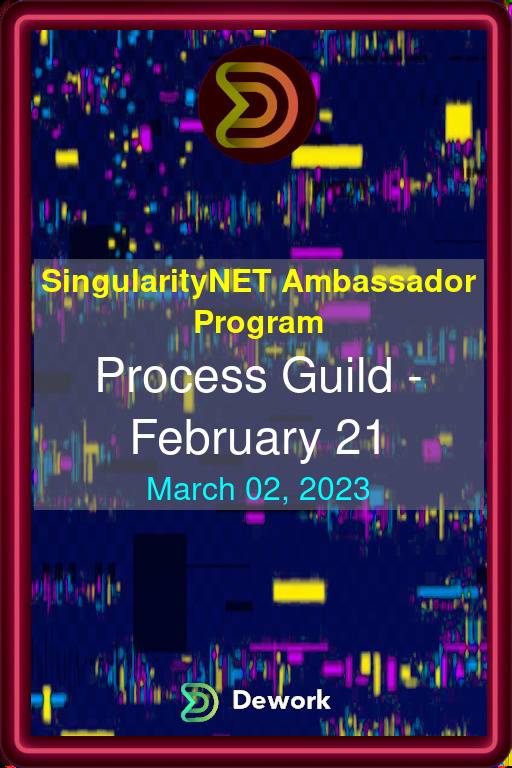 SingularityNET Ambassador
Program
Process Guild -
February 21
March 02, 2023
Dework